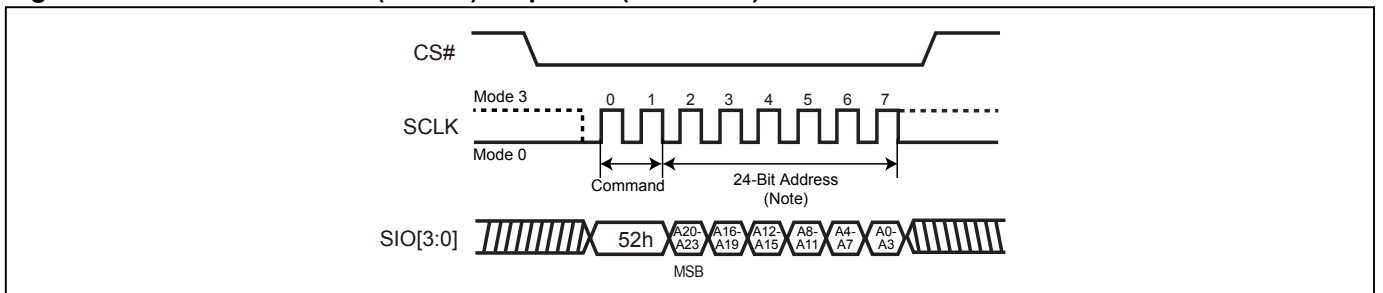 CS#
Mode 3
0 1 2 3 4 5 6 7
SCLK
Mode 0
Command
24-Bit Address
(Note)
SIO[3:0]
52h
A20-
A23
A16-
A19
A12-
A15
A8-
A11
A4-
A7
A0-
A3
MSB